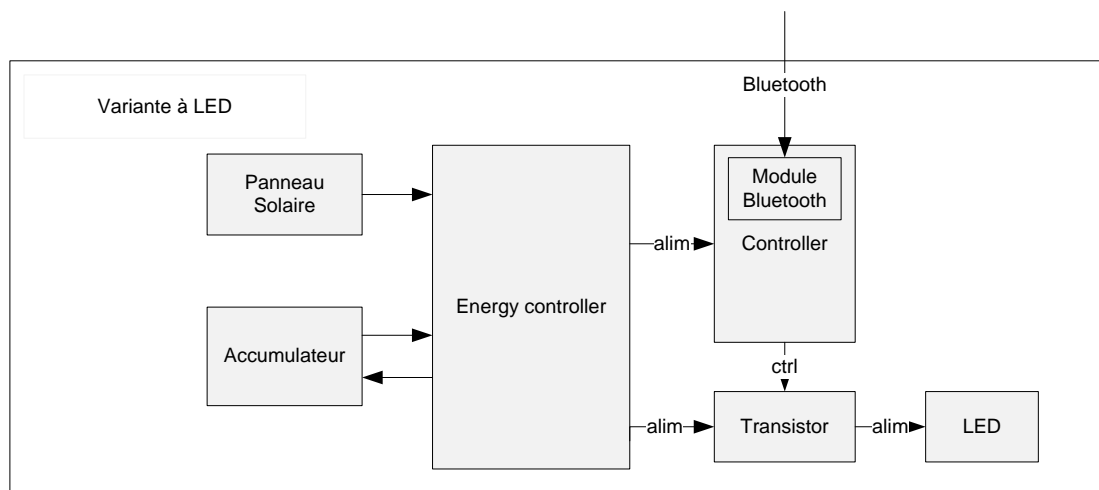 Bluetooth
Variante à LED
Panneau
Solaire
Module
Bluetooth
alim
Controller
Energy controller
Accumulateur
ctrl
alim
Transistor
alim
LED